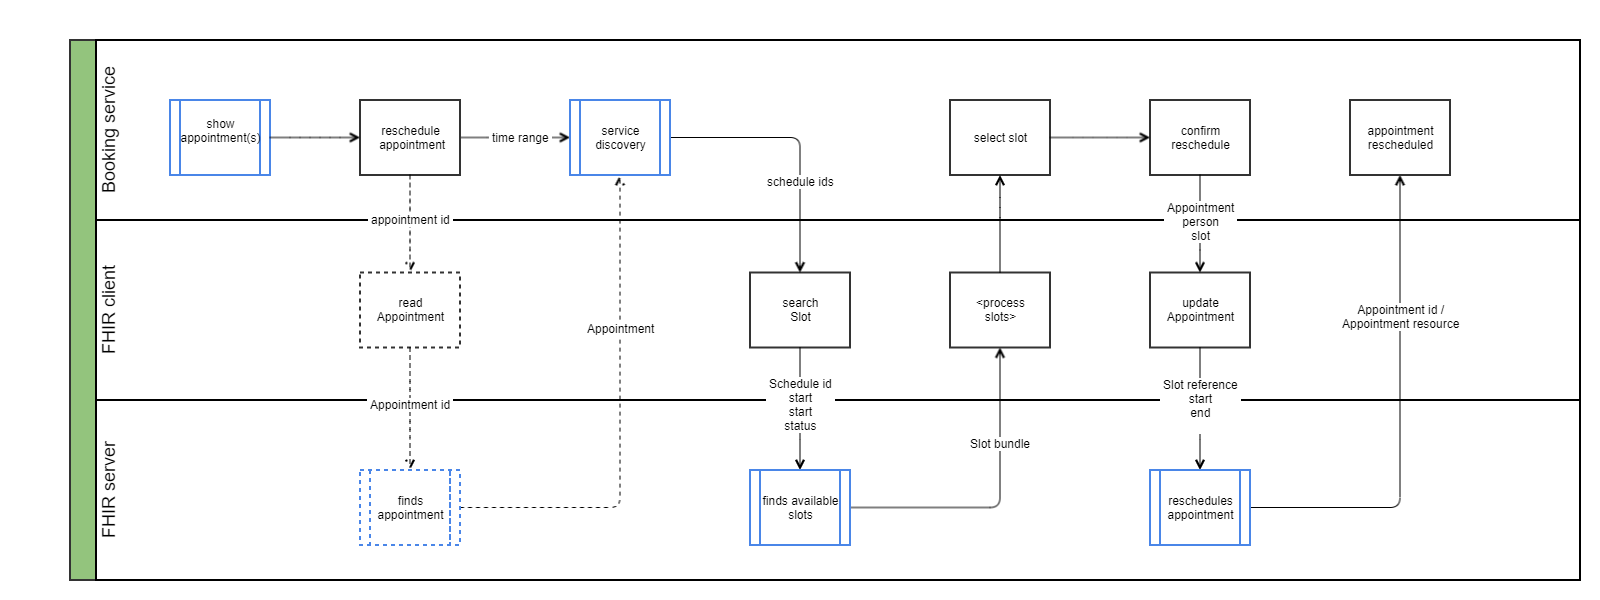 Booking service
show
appointment(s)
reschedule
appointment
time range
service
discovery
schedule ids
select slot
confirm
reschedule
appointment
rescheduled
appointment id
Appointment
person
slot
FHIR client
read
Appointment
Appointment
search
Slot
<process
slots>
update
Appointment
Appointment id /
Appointment resource
Appointment id
Schedule id
start
start
status
Slot bundle
Slot reference
start
end
FHIR server
finds
appointment
finds available
slots
reschedules
appointment